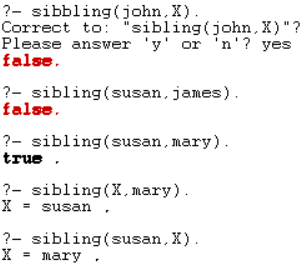 ?- sibbling(john,X).
Correct to: "sibling(john,X)"?
Please answer 'y' or 'n'? yes
false.
?- sibling(susan,james).
false.
?- sibling(susan,mary).
true ,
?- sibling(X,mary).
X = susan ,
?- sibling(susan,X).
X = mary ,